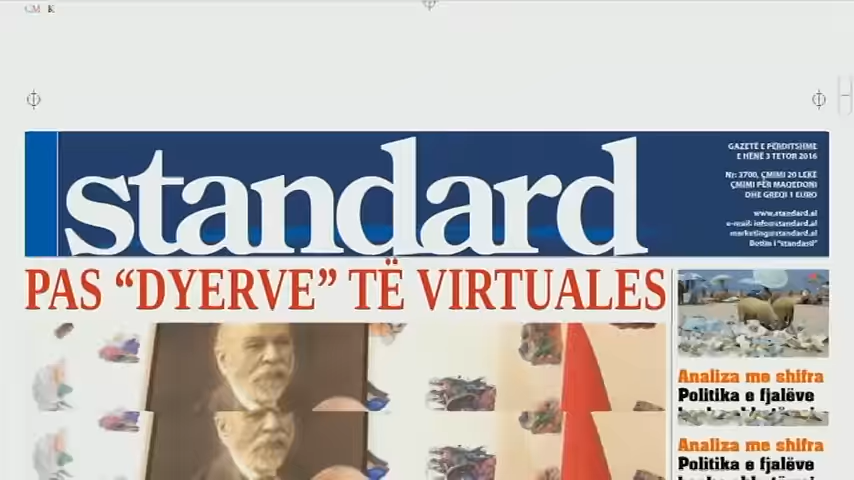 CM K
standard
GAZETË E PËRDITSHME
E HËNË 3 TETOR 2016
Nr: 3700, ÇMIMI 20 LEKË
ÇMIMI PËR MAQEDONI
DHE GREQI 1 EURO
www.standard.al
e-mail: info@standard.al
marketing@standard.al
Botim i "standard"
PAS “DYERVE” TË VIRTUALES
Analiza me shifra
Politika e fjalëve
Analiza me shifra
Politika e fjalëve